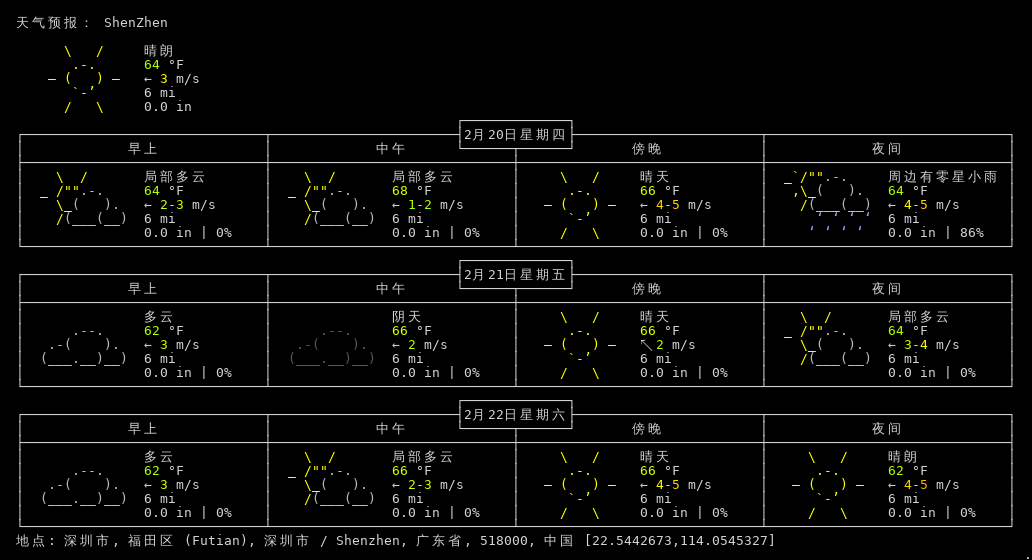 天气预报： ShenZhen
晴朗
64 °F
← 3 m/s
6 mi
0.0 in
2月20日星期四
早上 中午 傍晚 夜间
局部多云 局部多云 晴天 周边有零星小雨
64 °F 68 °F 66 °F 64 °F
← 2-3 m/s ← 1-2 m/s ← 4-5 m/s ← 4-5 m/s
6 mi 6 mi 6 mi 6 mi
0.0 in | 0% 0.0 in | 0% 0.0 in | 0% 0.0 in | 86%
2月21日星期五
早上 中午 傍晚 夜间
多云 阴天 晴天 局部多云
62 °F 66 °F 66 °F 64 °F
← 3 m/s ← 2 m/s ↖ 2 m/s ← 3-4 m/s
6 mi 6 mi 6 mi 6 mi
0.0 in | 0% 0.0 in | 0% 0.0 in | 0% 0.0 in | 0%
2月22日星期六
早上 中午 傍晚 夜间
多云 局部多云 晴天 晴朗
62 °F 66 °F 66 °F 62 °F
← 3 m/s ← 2-3 m/s ← 4-5 m/s ← 4-5 m/s
6 mi 6 mi 6 mi 6 mi
0.0 in | 0% 0.0 in | 0% 0.0 in | 0% 0.0 in | 0%
地点: 深圳市, 福田区 (Futian), 深圳市 / Shenzhen, 广东省, 518000, 中国 [22.5442673,114.0545327]